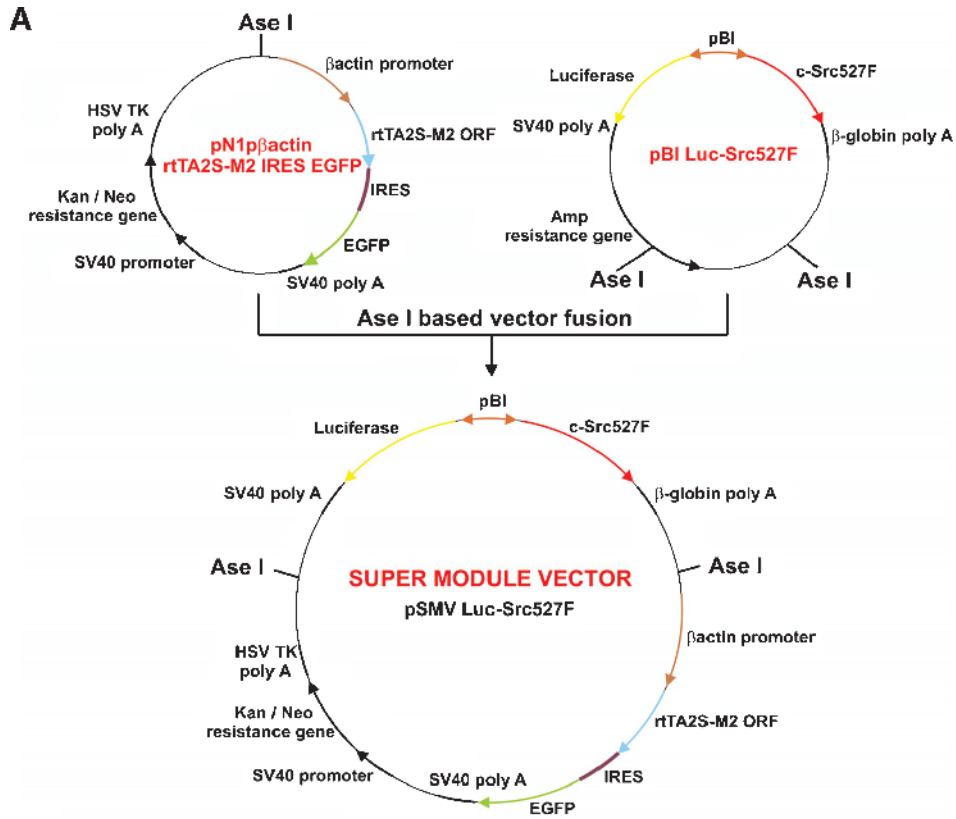 A
Ase I
βactin promoter
HSV TK
poly A
pN1pβactin
rtTA2S-M2 IRES EGFP
rtTA2S-M2 ORF
IRES
Kan / Neo
resistance gene
EGFP
SV40 promoter
SV40 poly A
pBI
Luciferase
c-Src527F
SV40 poly A
β-globin poly A
pBI Luc-Src527F
Amp
resistance gene
Ase I
Ase I
Ase I based vector fusion
pBI
Luciferase
c-Src527F
SV40 poly A
β-globin poly A
Ase I
Ase I
SUPER MODULE VECTOR
pSMV Luc-Src527F
βactin promoter
HSV TK
poly A
rtTA2S-M2 ORF
Kan / Neo
resistance gene
SV40 promoter
SV40 poly A
IRES
EGFP